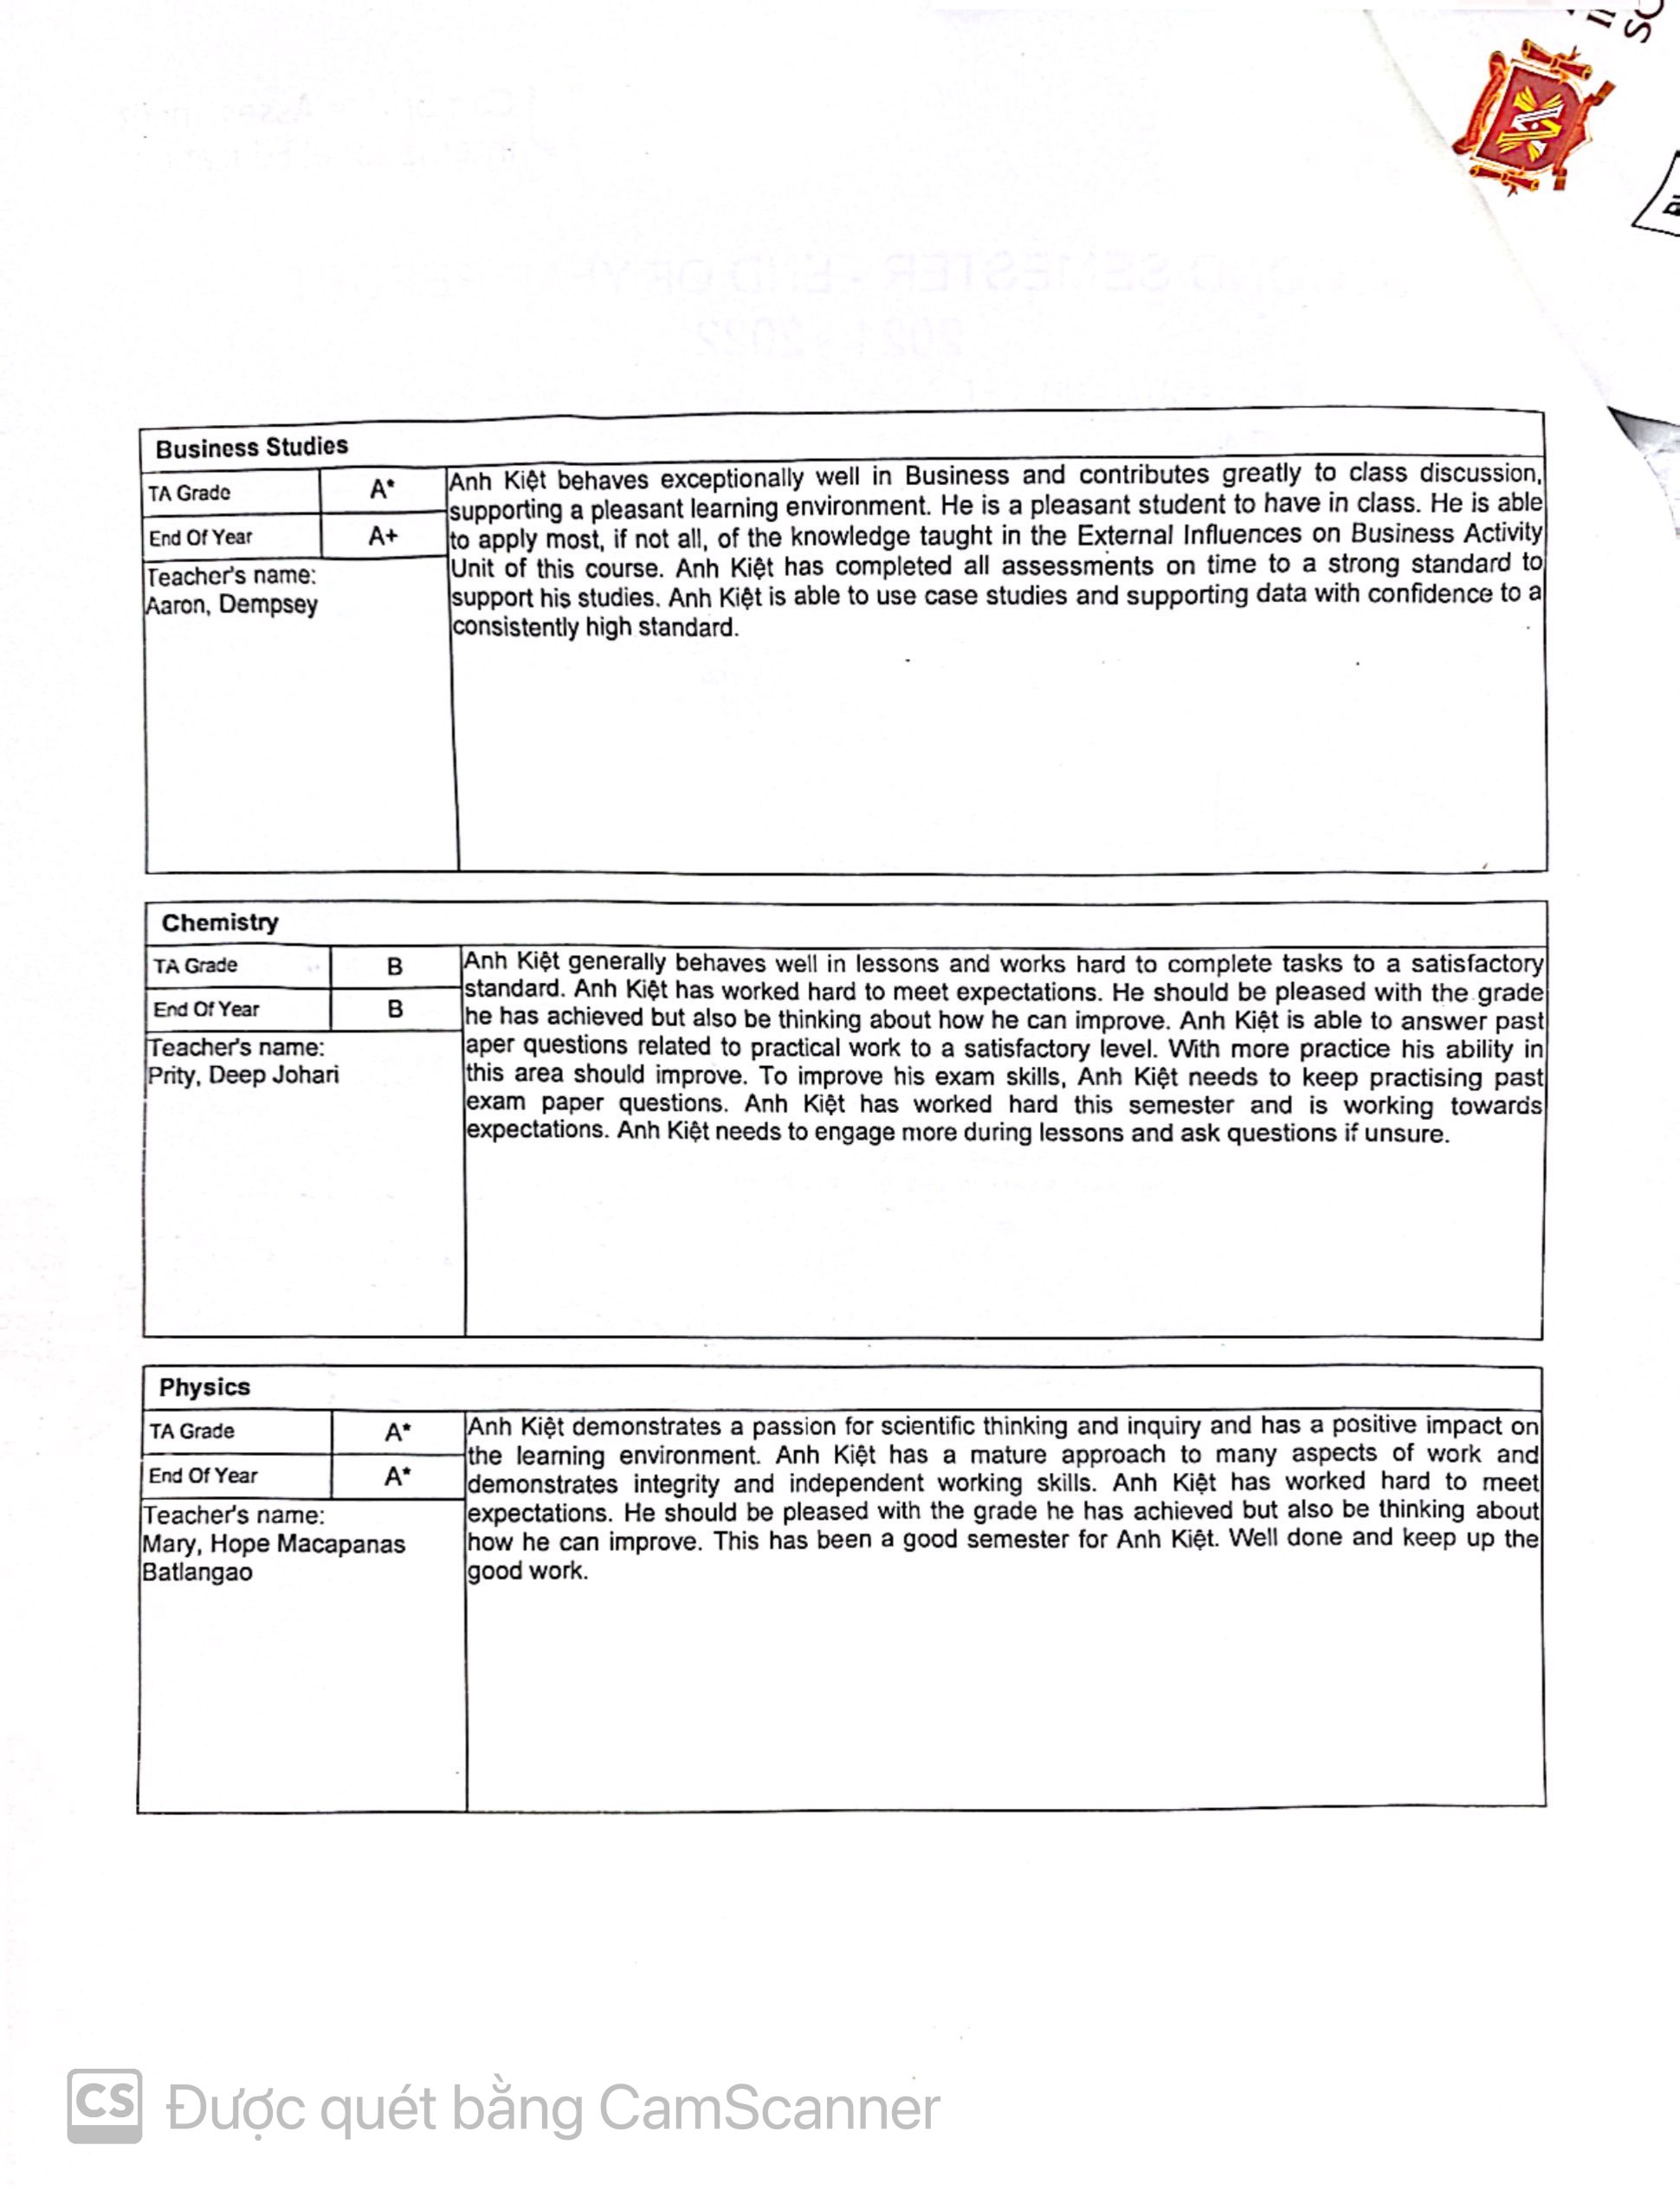 Business Studies
TA Grade A*
End Of Year A+
Teacher's name:
Aaron, Dempsey
Anh Kiệt behaves exceptionally well in Business and contributes greatly to class discussion,
supporting a pleasant learning environment. He is a pleasant student to have in class. He is able
to apply most, if not all, of the knowledge taught in the External Influences on Business Activity
Unit of this course. Anh Kiệt has completed all assessments on time to a strong standard to
support his studies. Anh Kiệt is able to use case studies and supporting data with confidence to a
consistently high standard.
Chemistry
TA Grade B
End Of Year B
Teacher's name:
Prity, Deep Johari
Anh Kiệt generally behaves well in lessons and works hard to complete tasks to a satisfactory
standard. Anh Kiệt has worked hard to meet expectations. He should be pleased with the grade
he has achieved but also be thinking about how he can improve. Anh Kiệt is able to answer past
aper questions related to practical work to a satisfactory level. With more practice his ability in
this area should improve. To improve his exam skills, Anh Kiệt needs to keep practising past
exam paper questions. Anh Kiệt has worked hard this semester and is working towards
expectations. Anh Kiệt needs to engage more during lessons and ask questions if unsure.
Physics
TA Grade A*
End Of Year A*
Teacher's name:
Mary, Hope Macapanas
Batlangao
Anh Kiệt demonstrates a passion for scientific thinking and inquiry and has a positive impact on
the learning environment. Anh Kiệt has a mature approach to many aspects of work and
demonstrates integrity and independent working skills. Anh Kiệt has worked hard to meet
expectations. He should be pleased with the grade he has achieved but also be thinking about
how he can improve. This has been a good semester for Anh Kiệt. Well done and keep up the
good work.
CS Được quét bằng CamScanner